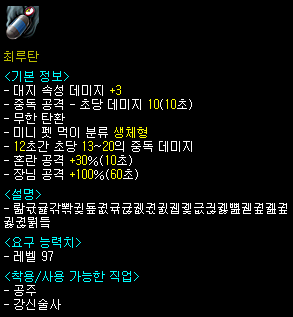 최루탄
<기본 정보>
- 대지 속성 데미지 +3
- 중독 공격 - 초당 데미지 10(10초)
- 무한 탄환
- 미니 펫 먹이 분류 생체형
- 12초간 초당 13~20의 중독 데미지
- 혼란 공격 +30%(10초)
- 장님 공격 +100%(60초)
<설명>
<요구 능력치>
- 레벨 97
<착용/사용 가능한 직업>
- 공주
- 강신술사